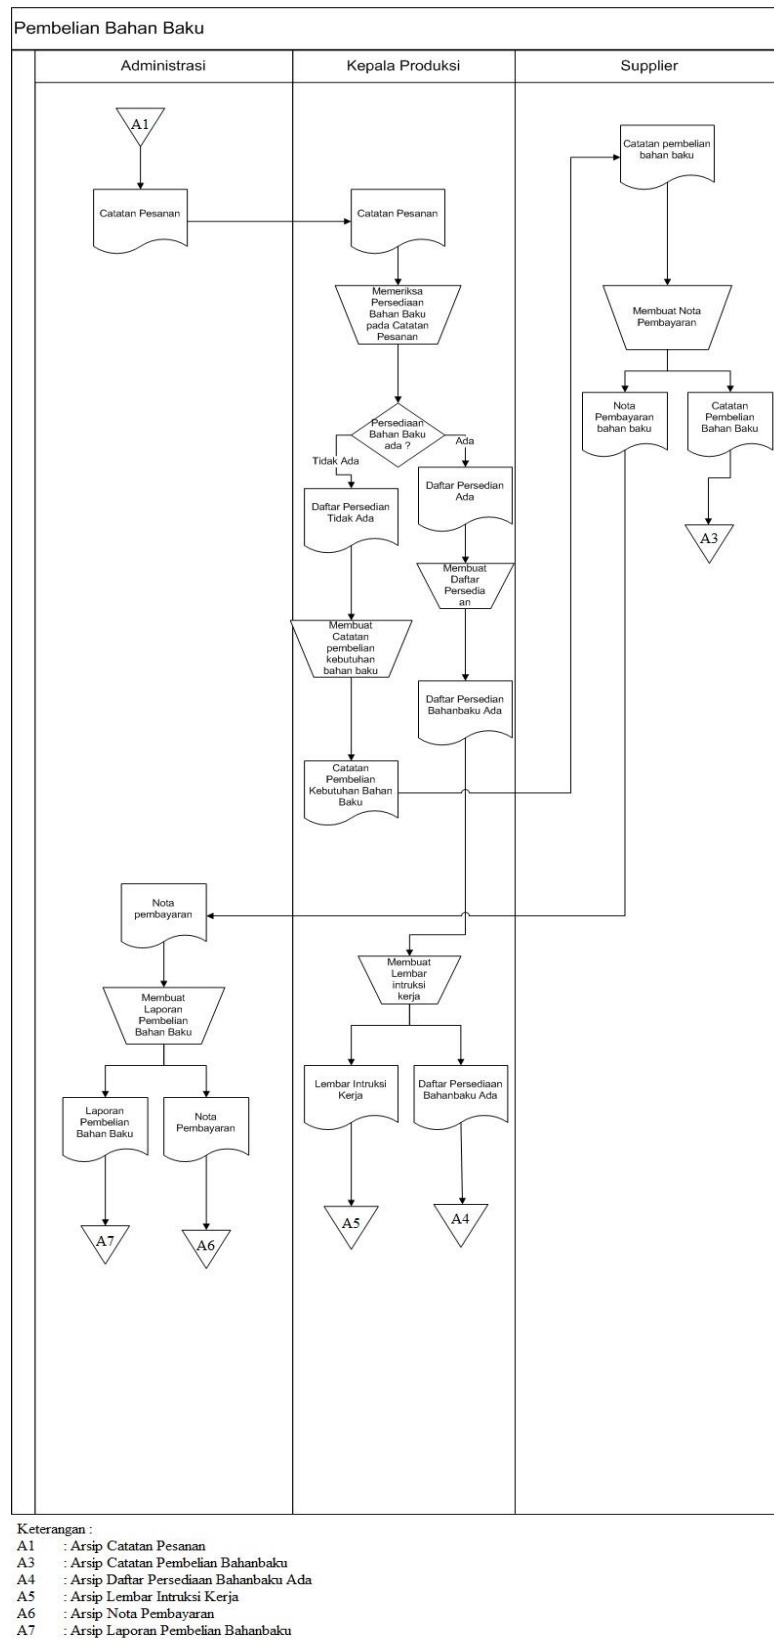 Pembelian Bahan Baku
Administrasi
Kepala Produksi
Supplier
A1
Catatan Pesanan
Catatan Pesanan
Catatan pembelian
bahan baku
Memeriksa
Persediaan
Bahan Baku
pada Catatan
Pesanan
Membuat Nota
Pembayaran
Persediaan
Bahan Baku
ada ?
Tidak Ada
Ada
Nota
Pembayaran
bahan baku
Catatan
Pembelian
Bahan Baku
Daftar Persedian
Tidak Ada
Daftar Persedian
Ada
A3
Membuat
Daftar
Persedia
an
Membuat
Catatan
pembelian
kebutuhan
bahan baku
Daftar Persedian
Bahanbaku Ada
Catatan
Pembelian
Kebutuhan Bahan
Baku
Nota
pembayaran
Membuat
Lembar
intruksi
kerja
Membuat
Laporan
Pembelian
Bahan Baku
Lembar Intruksi
Kerja
Daftar Persediaan
Bahanbaku Ada
Laporan
Pembelian
Bahan Baku
Nota
Pembayaran
A7
A6
A5
A4
Keterangan :
A1 : Arsip Catatan Pesanan
A3 : Arsip Catatan Pembelian Bahanbaku
A4 : Arsip Daftar Persediaan Bahanbaku Ada
A5 : Arsip Lembar Intruksi Kerja
A6 : Arsip Nota Pembayaran
A7 : Arsip Laporan Pembelian Bahanbaku